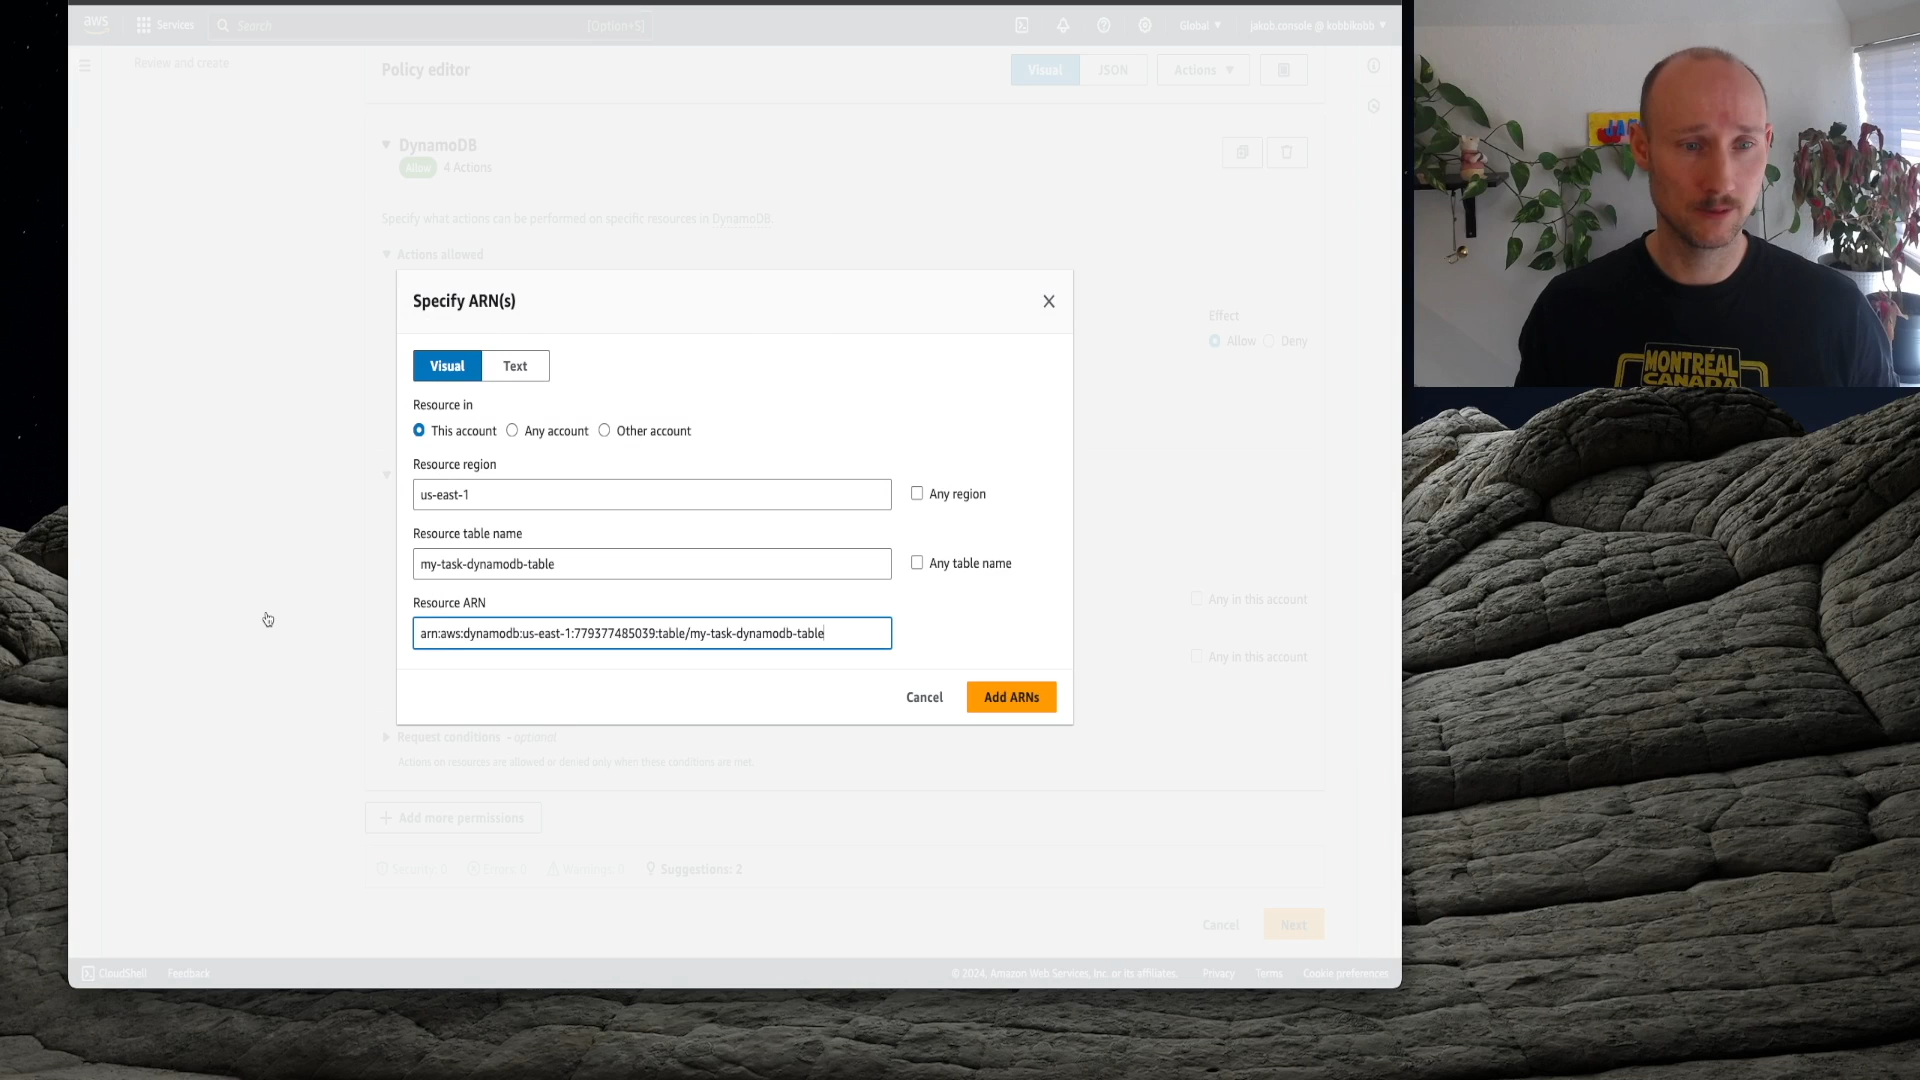 aws
Services
Search
[Option+S]
Global ▼
jakob.console @ kobbikobb ▼
Review and create
Policy editor
Visual
JSON
Actions ▼
▼ DynamoDB
Allow
4 Actions
Specify what actions can be performed on specific resources in DynamoDB.
▼ Actions allowed
Effect
Allow
Deny
Specify ARN(s)
Visual
Text
Resource in
This account
Any account
Other account
Resource region
us-east-1
Any region
Resource table name
my-task-dynamodb-table
Any table name
Resource ARN
arn:aws:dynamodb:us-east-1:779377485039:table/my-task-dynamodb-table
Any in this account
Any in this account
Cancel
Add ARNs
Request conditions - optional
Actions on resources are allowed or denied only when these conditions are met.
+ Add more permissions
Security: 0
Errors: 0
Warnings: 0
Suggestions: 2
Cancel
Next
CloudShell
Feedback
© 2024, Amazon Web Services, Inc. or its affiliates.
Privacy
Terms
Cookie preferences
MONTRÉAL
CANADA